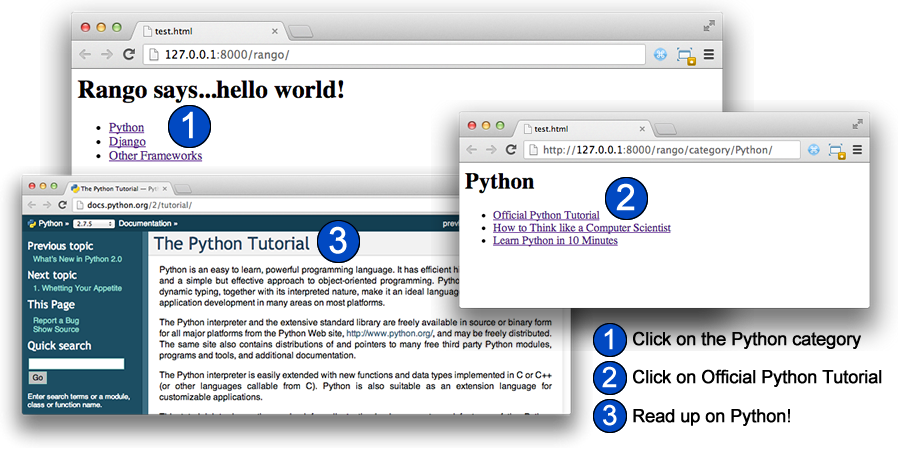 test.html
127.0.0.1:8000/rango/
Rango says...hello world!
1
Python
Django
Other Frameworks
test.html
http://127.0.0.1:8000/rango/category/Python/
Python
2
Official Python Tutorial
How to Think like a Computer Scientist
Learn Python in 10 Minutes
The Python Tutorial — Pyt
docs.python.org/2/tutorial/
Python » 2.7.5 Documentation »
Previous topic
What's New in Python 2.0
Next topic
1. Whetting Your Appetite
This Page
Report a Bug
Show Source
Quick search
Go
Enter search terms or a module,
class or function name.
The Python Tutorial
3
Python is an easy to learn, powerful programming language. It has efficient
and a simple but effective approach to object-oriented programming.
dynamic typing, together with its interpreted nature, make it an ideal
application development in many areas on most platforms.
The Python interpreter and the extensive standard library are freely available in source or binary form
for all major platforms from the Python Web site, http://www.python.org/, and may be freely distributed.
The same site also contains distributions of and pointers to many free third party Python modules,
programs and tools, and additional documentation.
The Python interpreter is easily extended with new functions and data types implemented in C or C++
(or other languages callable from C). Python is also suitable as an extension language for
customizable applications.
1 Click on the Python category
2 Click on Official Python Tutorial
3 Read up on Python!